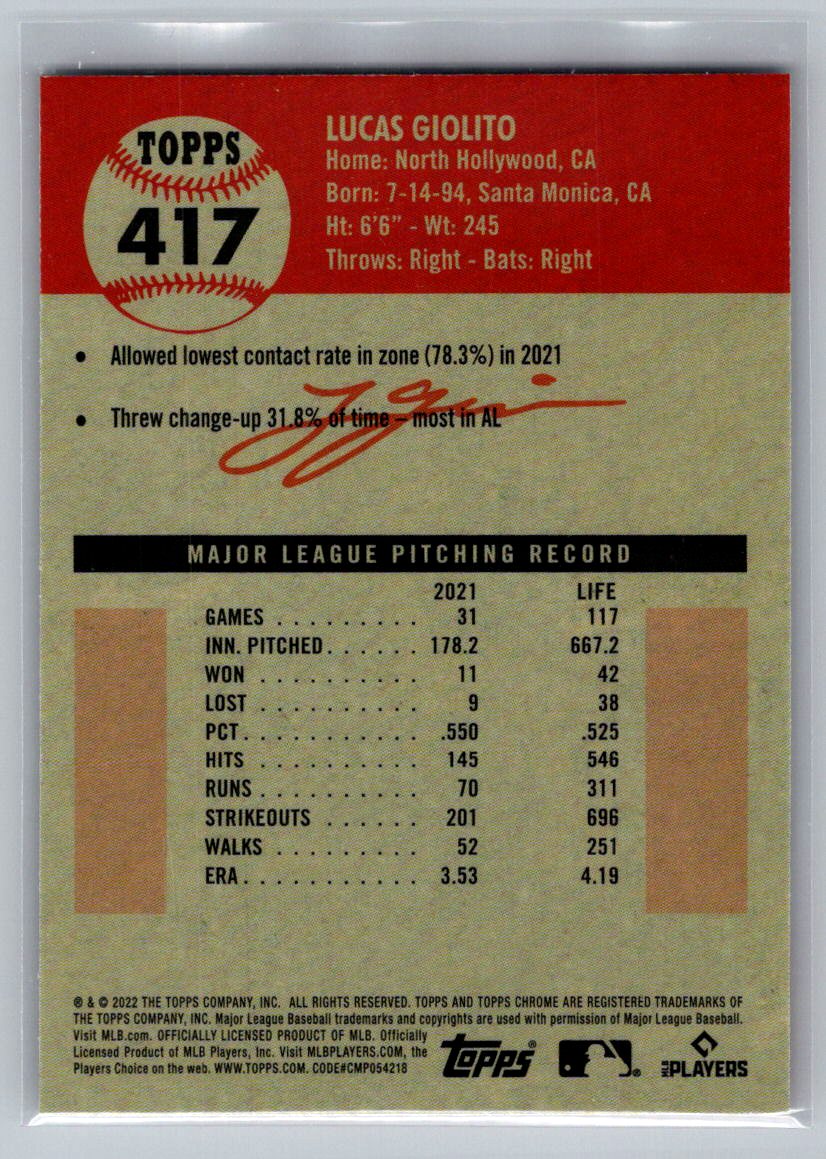 TOPPS
417
LUCAS GIOLITO
Home: North Hollywood, CA
Born: 7-14-94, Santa Monica, CA
Ht: 6'6" - Wt: 245
Throws: Right - Bats: Right
• Allowed lowest contact rate in zone (78.3%) in 2021
• Threw change-up 31.8% of time – most in AL
MAJOR LEAGUE PITCHING RECORD
2021 LIFE
GAMES . . . . . . . . . 31 117
INN. PITCHED. . . . . . 178.2 667.2
WON . . . . . . . . . . 11 42
LOST . . . . . . . . . . 9 38
PCT. . . . . . . . . . . .550 .525
HITS . . . . . . . . . . 145 546
RUNS . . . . . . . . . . 70 311
STRIKEOUTS . . . . . . 201 696
WALKS . . . . . . . . . 52 251
ERA. . . . . . . . . . . 3.53 4.19
® & © 2022 THE TOPPS COMPANY, INC. ALL RIGHTS RESERVED. TOPPS AND TOPPS CHROME ARE REGISTERED TRADEMARKS OF
THE TOPPS COMPANY, INC. Major League Baseball trademarks and copyrights are used with permission of Major League Baseball.
Visit MLB.com. OFFICIALLY LICENSED PRODUCT OF MLB. Officially
Licensed Product of MLB Players, Inc. Visit MLBPLAYERS.COM, the
Players Choice on the web. WWW.TOPPS.COM. CODE#CMP054218
topps®
MLB PLAYERS